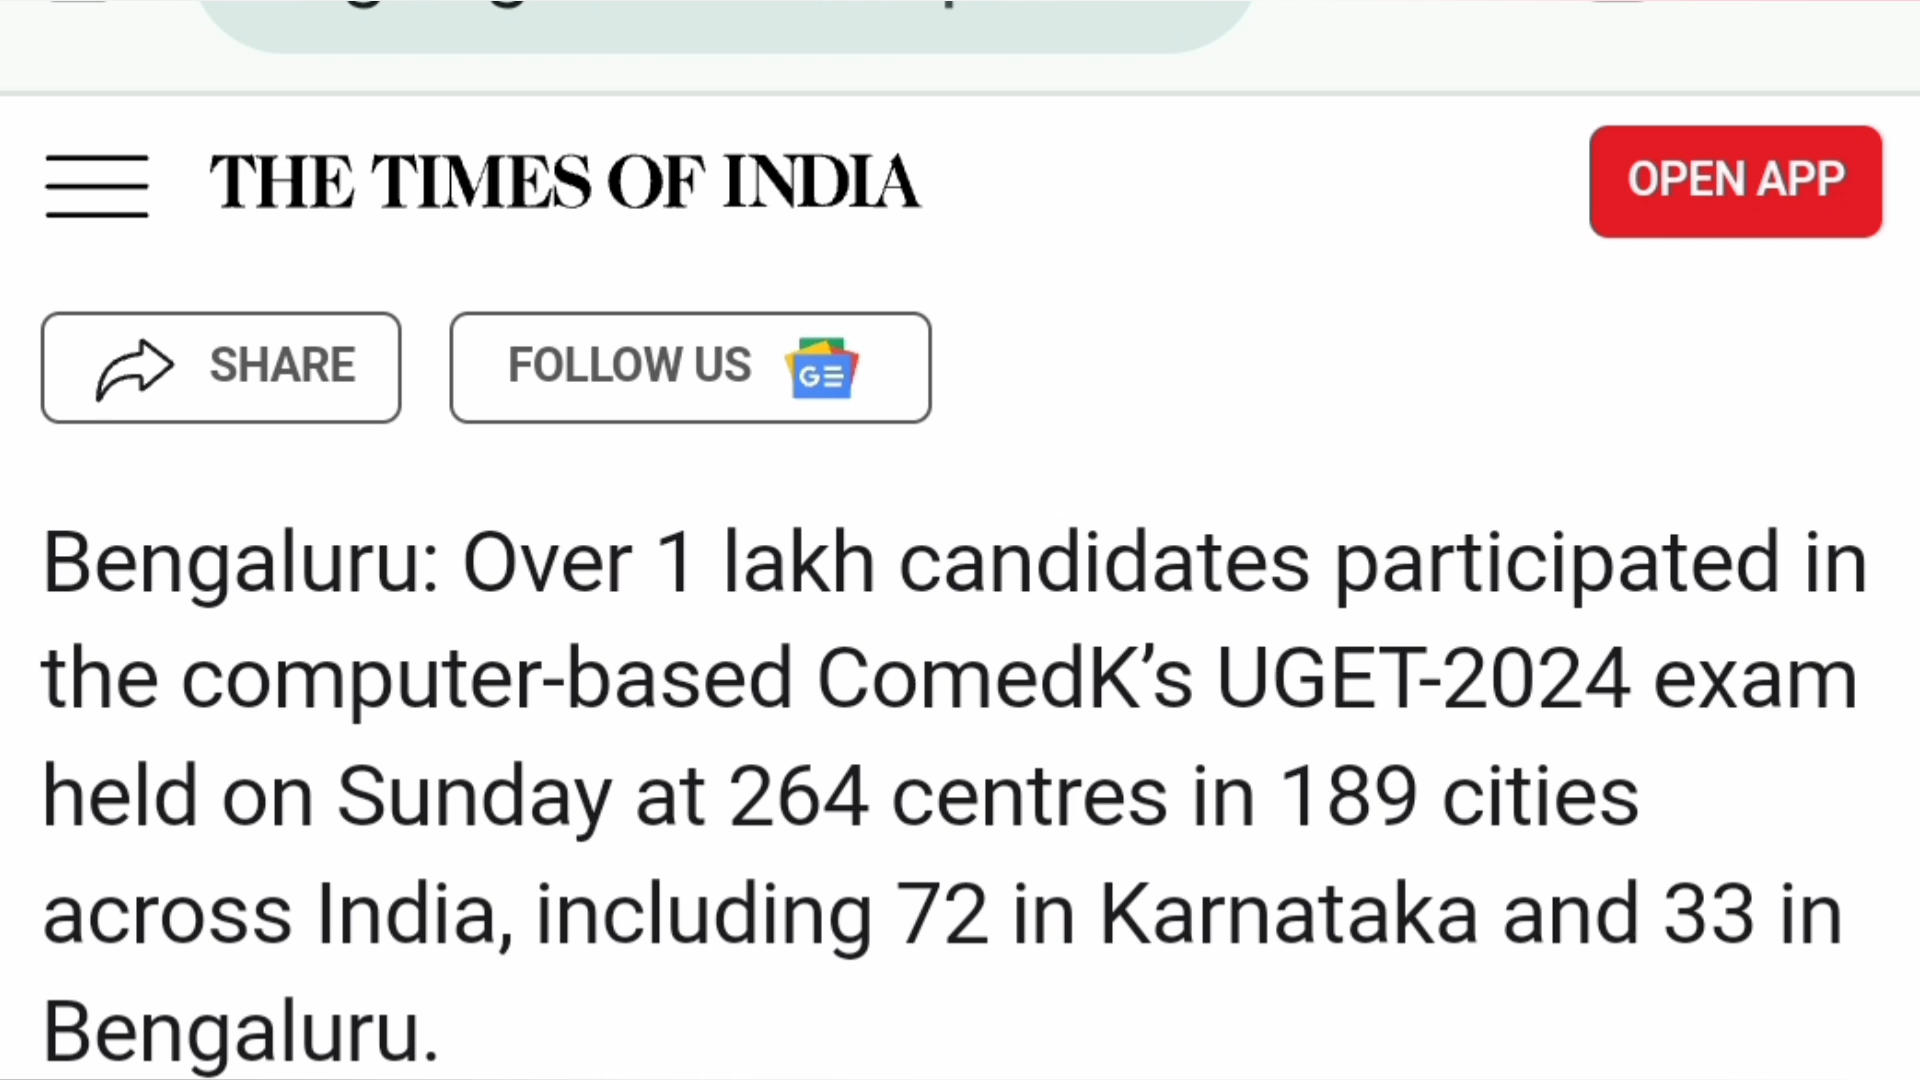 THE TIMES OF INDIA
OPEN APP
SHARE
FOLLOW US
GE
Bengaluru: Over 1 lakh candidates participated in
the computer-based ComedK’s UGET-2024 exam
held on Sunday at 264 centres in 189 cities
across India, including 72 in Karnataka and 33 in
Bengaluru.